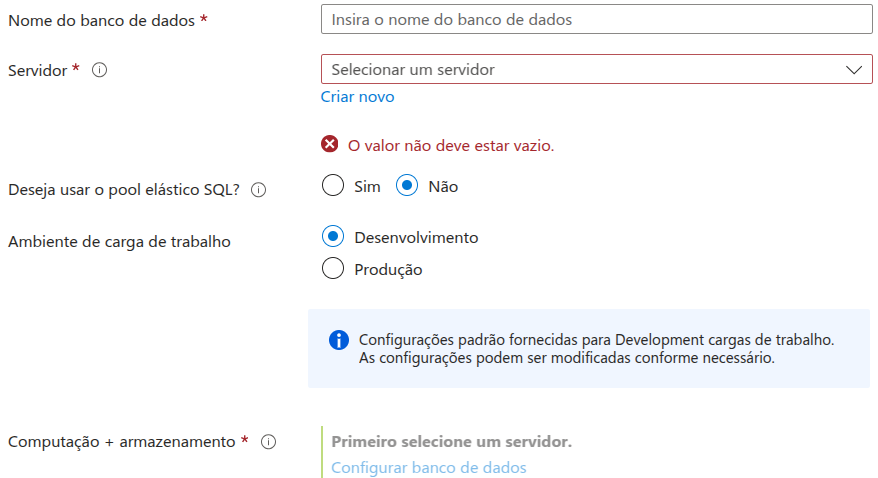 Nome do banco de dados *
Insira o nome do banco de dados
Servidor *
Selecionar um servidor
Criar novo
O valor não deve estar vazio.
Deseja usar o pool elástico SQL?
Sim
Não
Ambiente de carga de trabalho
Desenvolvimento
Produção
Configurações padrão fornecidas para Development cargas de trabalho.
As configurações podem ser modificadas conforme necessário.
Computação + armazenamento *
Primeiro selecione um servidor.
Configurar banco de dados